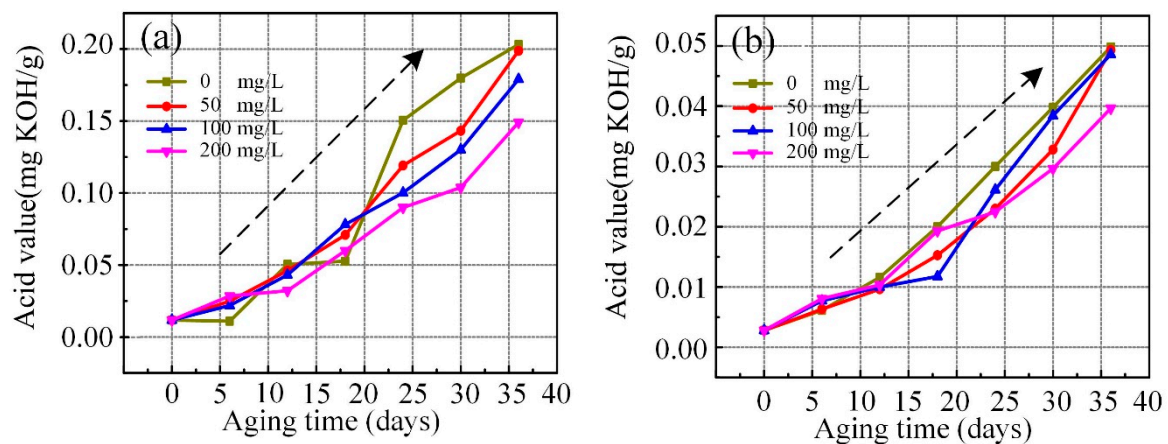 (a)
Acid value(mg KOH/g)
0.20
0.15
0.10
0.05
0.00
0 mg/L
50 mg/L
100 mg/L
200 mg/L
0 5 10 15 20 25 30 35 40
Aging time (days)
(b)
Acid value(mg KOH/g)
0.05
0.04
0.03
0.02
0.01
0.00
0 mg/L
50 mg/L
100 mg/L
200 mg/L
0 5 10 15 20 25 30 35 40
Aging time (days)